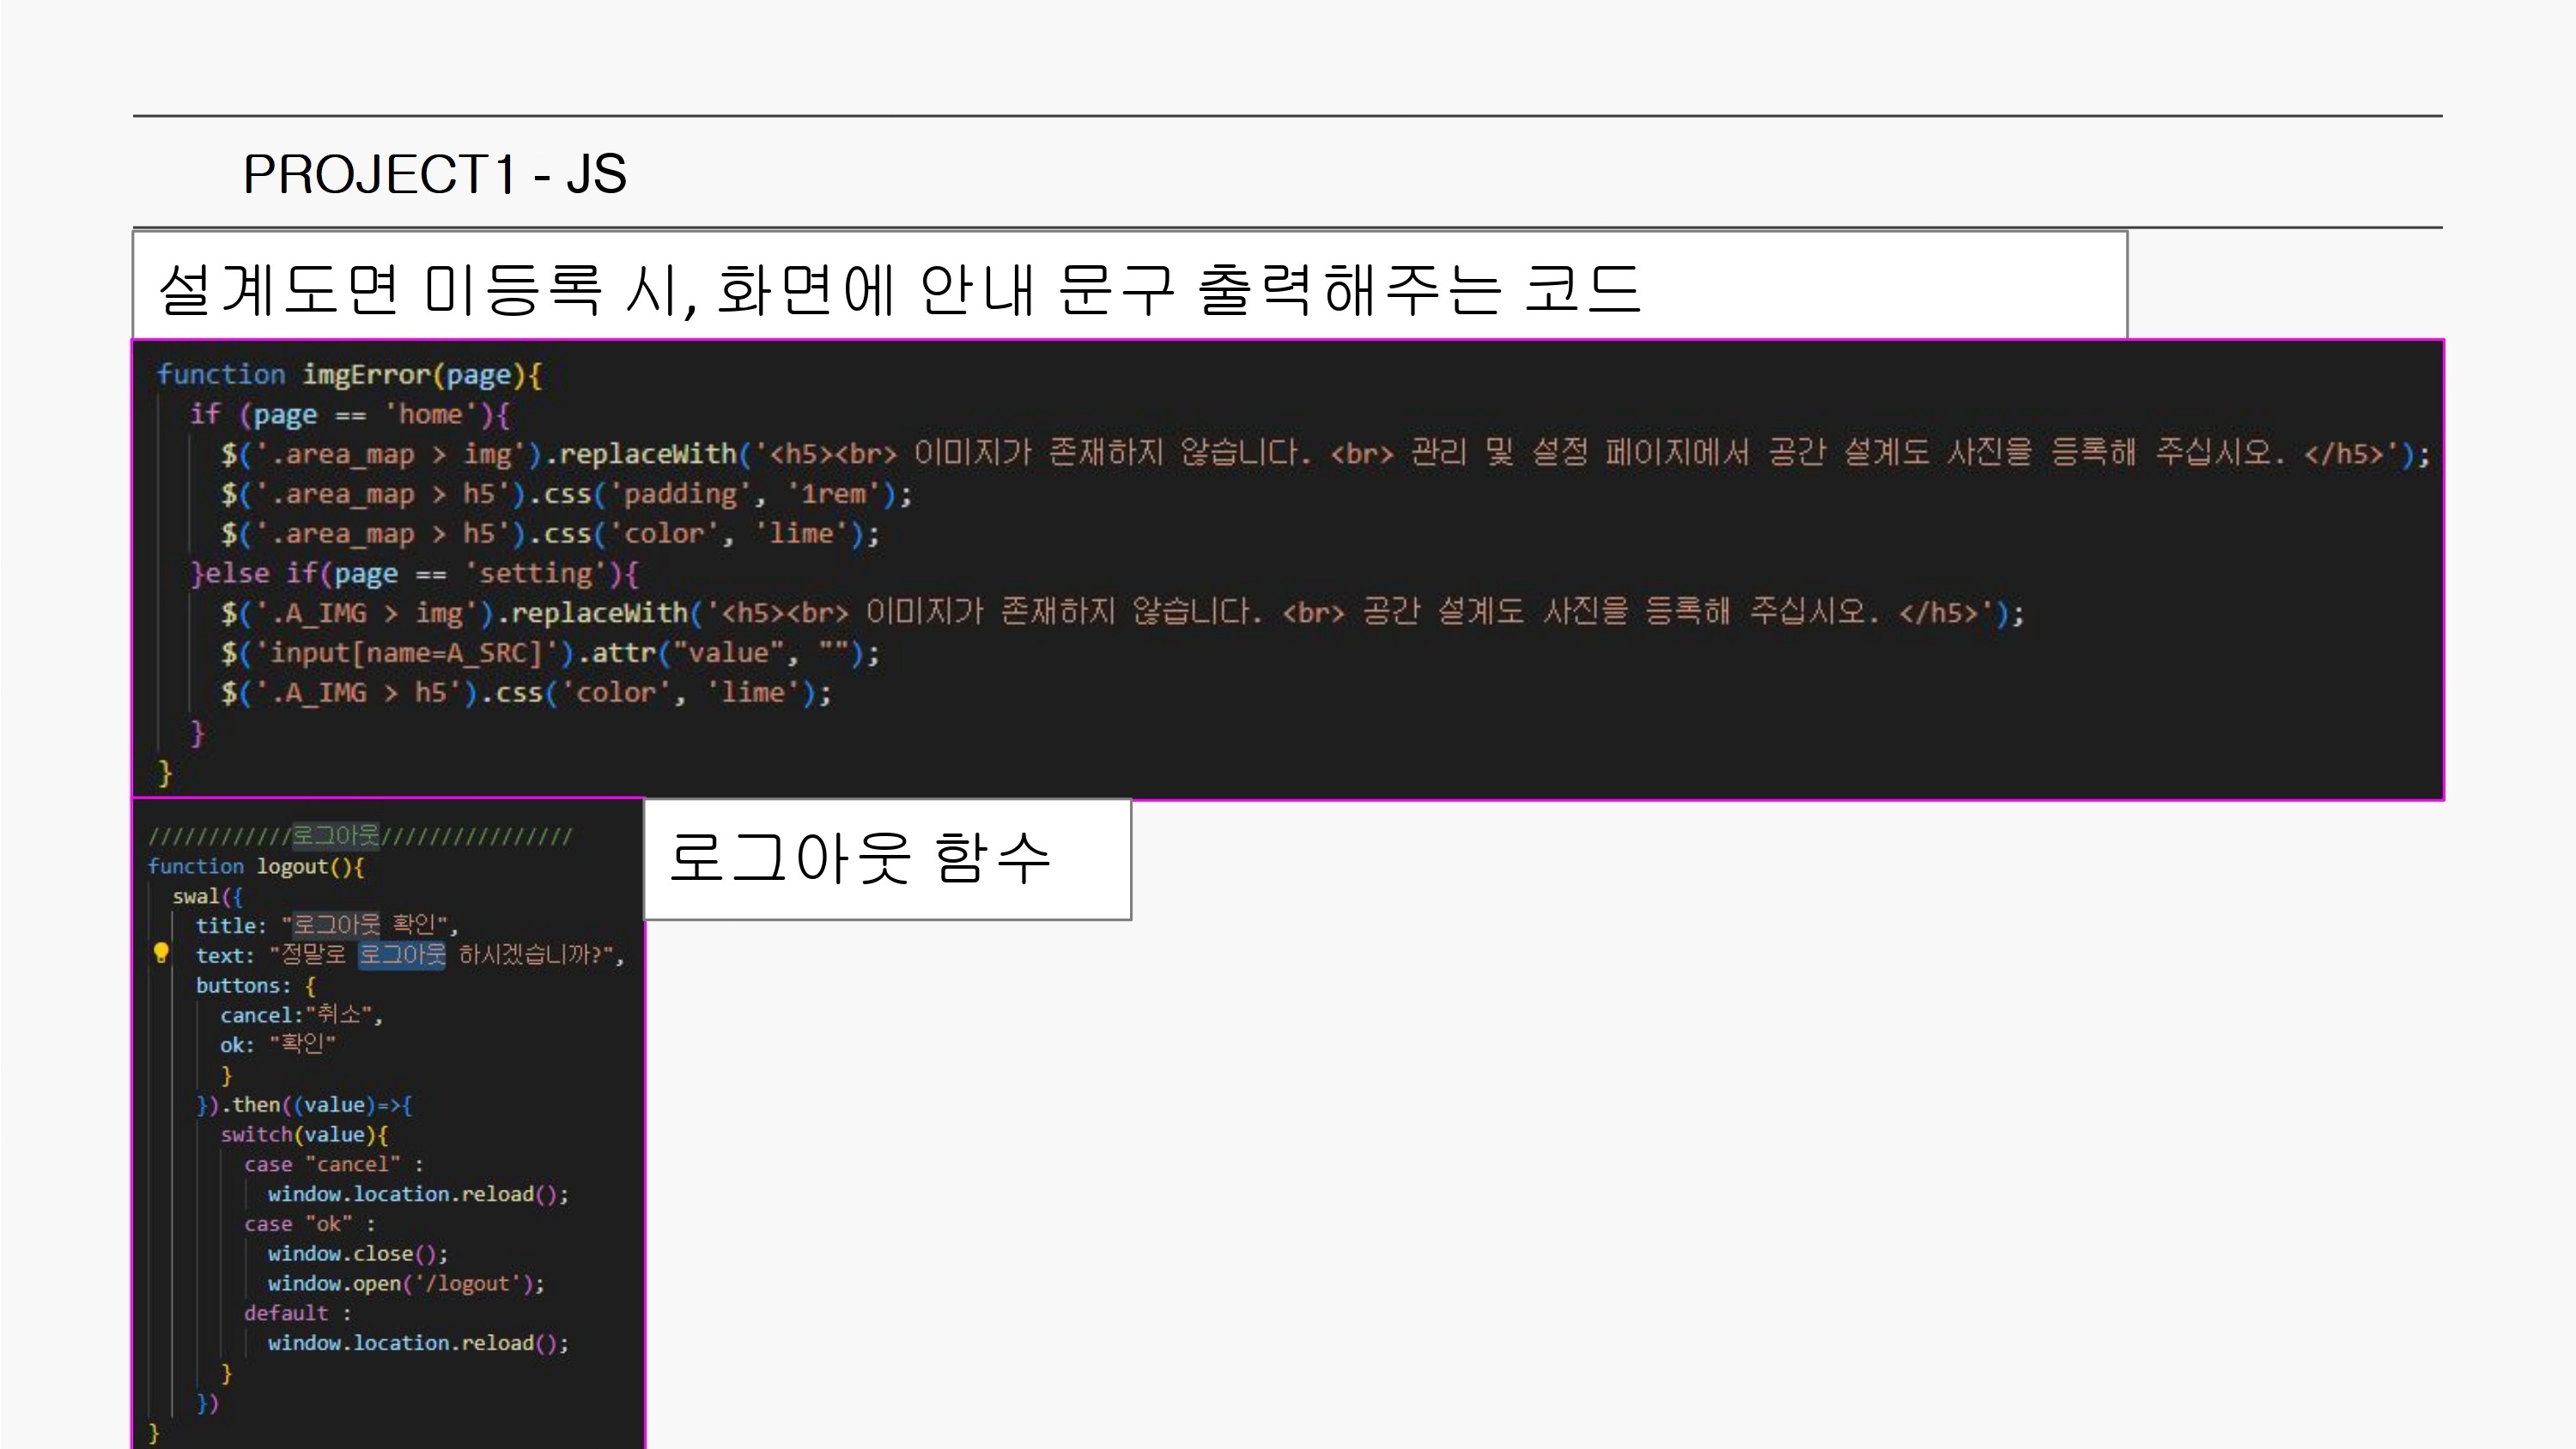 PROJECT1 - JS
설계도면 미등록 시, 화면에 안내 문구 출력해주는 코드
function imgError(page){
if (page == 'home'){
$('.area_map > img').replaceWith('<h5><br> 이미지가 존재하지 않습니다. <br> 관리 및 설정 페이지에서 공간 설계도 사진을 등록해 주십시오. </h5>');
$('.area_map > h5').css('padding', '1rem');
$('.area_map > h5').css('color', 'lime');
}else if(page == 'setting'){
$('.A_IMG > img').replaceWith('<h5><br> 이미지가 존재하지 않습니다. <br> 공간 설계도 사진을 등록해 주십시오. </h5>');
$('input[name=A_SRC]').attr("value", "");
$('.A_IMG > h5').css('color', 'lime');
}
}
로그아웃 함수
////////////로그아웃////////////////
function logout(){
swal({
title: "로그아웃 확인",
text: "정말로 로그아웃 하시겠습니까?",
buttons: {
cancel:"취소",
ok: "확인"
}
}).then((value)=>{
switch(value){
case "cancel" :
window.location.reload();
case "ok" :
window.close();
window.open('/logout');
default :
window.location.reload();
}
})
}